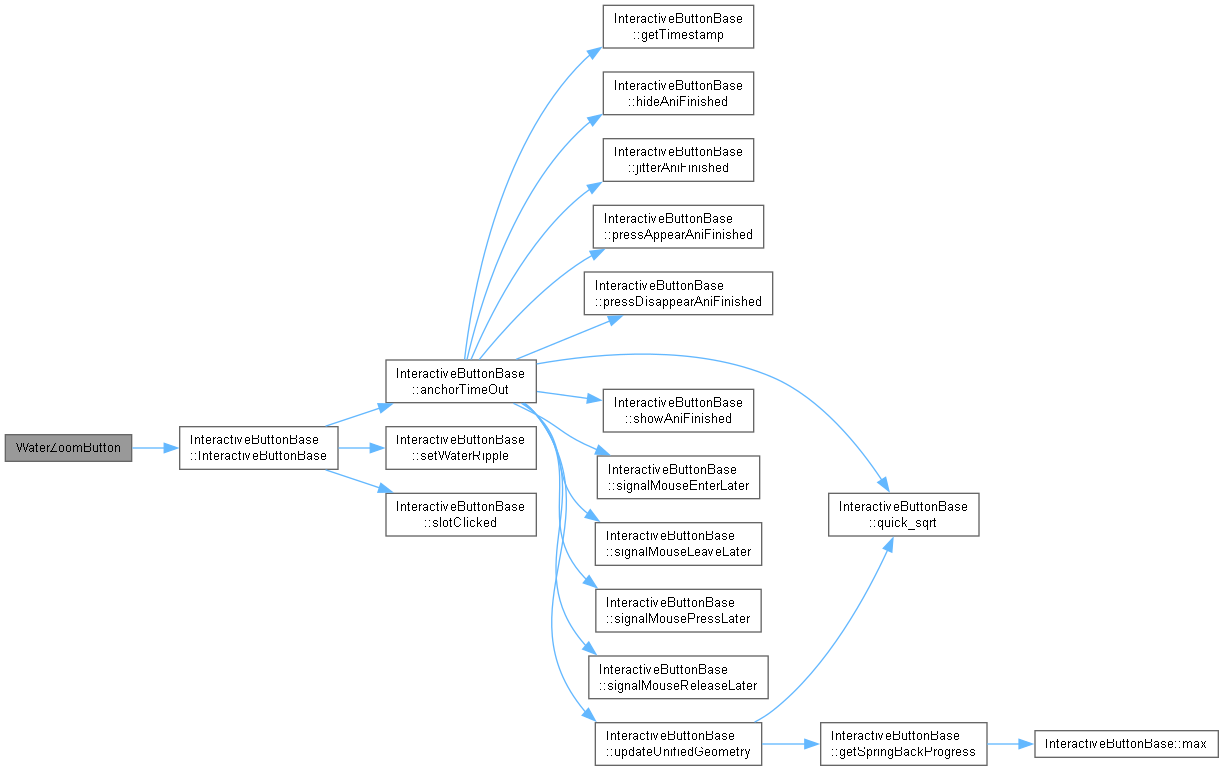 InteractiveButtonBase
::getTimestamp
InteractiveButtonBase
::hideAniFinished
InteractiveButtonBase
::jitterAniFinished
InteractiveButtonBase
::pressAppearAniFinished
InteractiveButtonBase
::pressDisappearAniFinished
InteractiveButtonBase
::anchorTimeOut
InteractiveButtonBase
::showAniFinished
WaterZoomButton
InteractiveButtonBase
::InteractiveButtonBase
InteractiveButtonBase
::setWaterRipple
InteractiveButtonBase
::signalMouseEnterLater
InteractiveButtonBase
::slotClicked
InteractiveButtonBase
::quick_sqrt
InteractiveButtonBase
::signalMouseLeaveLater
InteractiveButtonBase
::signalMousePressLater
InteractiveButtonBase
::signalMouseReleaseLater
InteractiveButtonBase
::updateUnifiedGeometry
InteractiveButtonBase
::getSpringBackProgress
InteractiveButtonBase::max